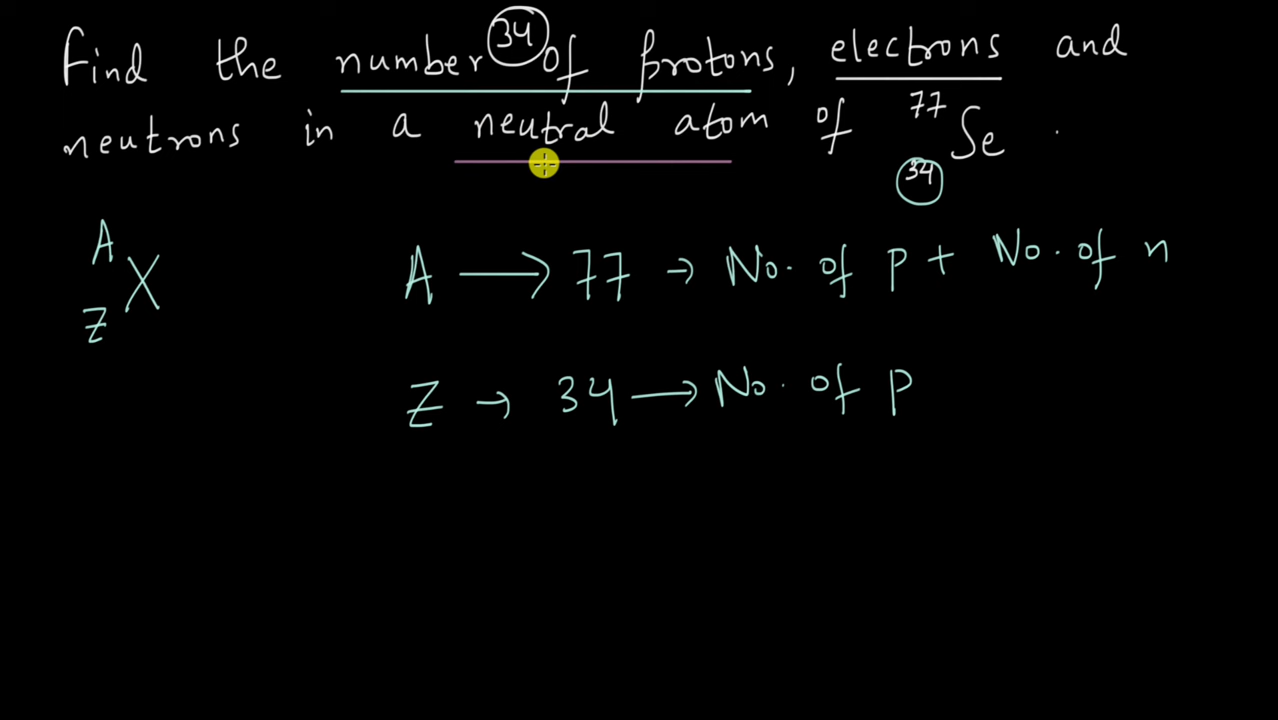 Find the number 34 of protons, electrons and
neutrons in a neutral atom of 77 Se .
34
A
X
Z
A → 77 → No. of p + No. of n
Z → 34 → No. of p